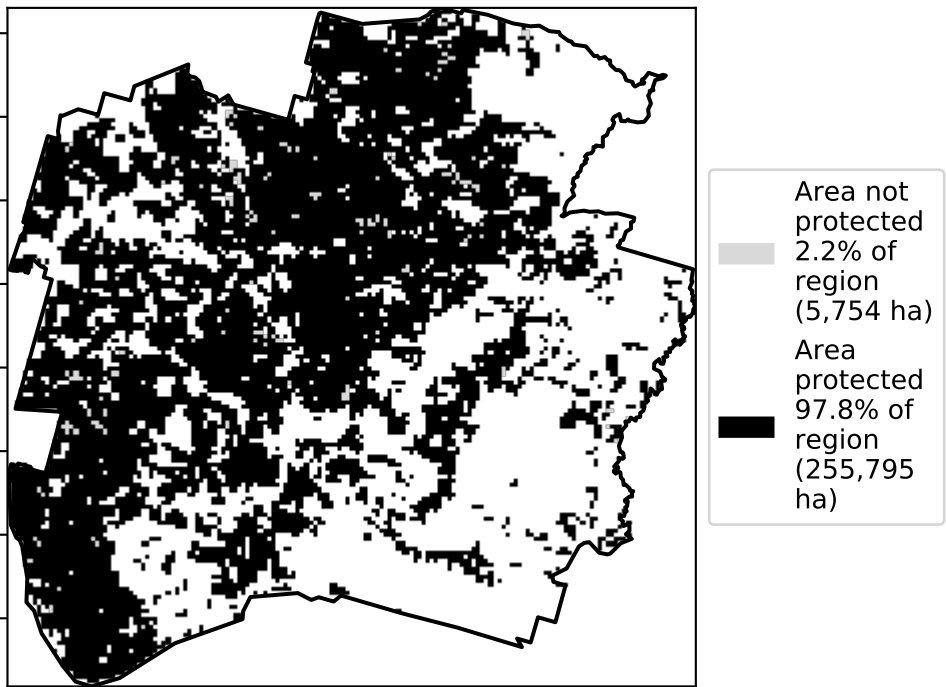 Area not
protected
2.2% of
region
(5,754 ha)
Area
protected
97.8% of
region
(255,795
ha)